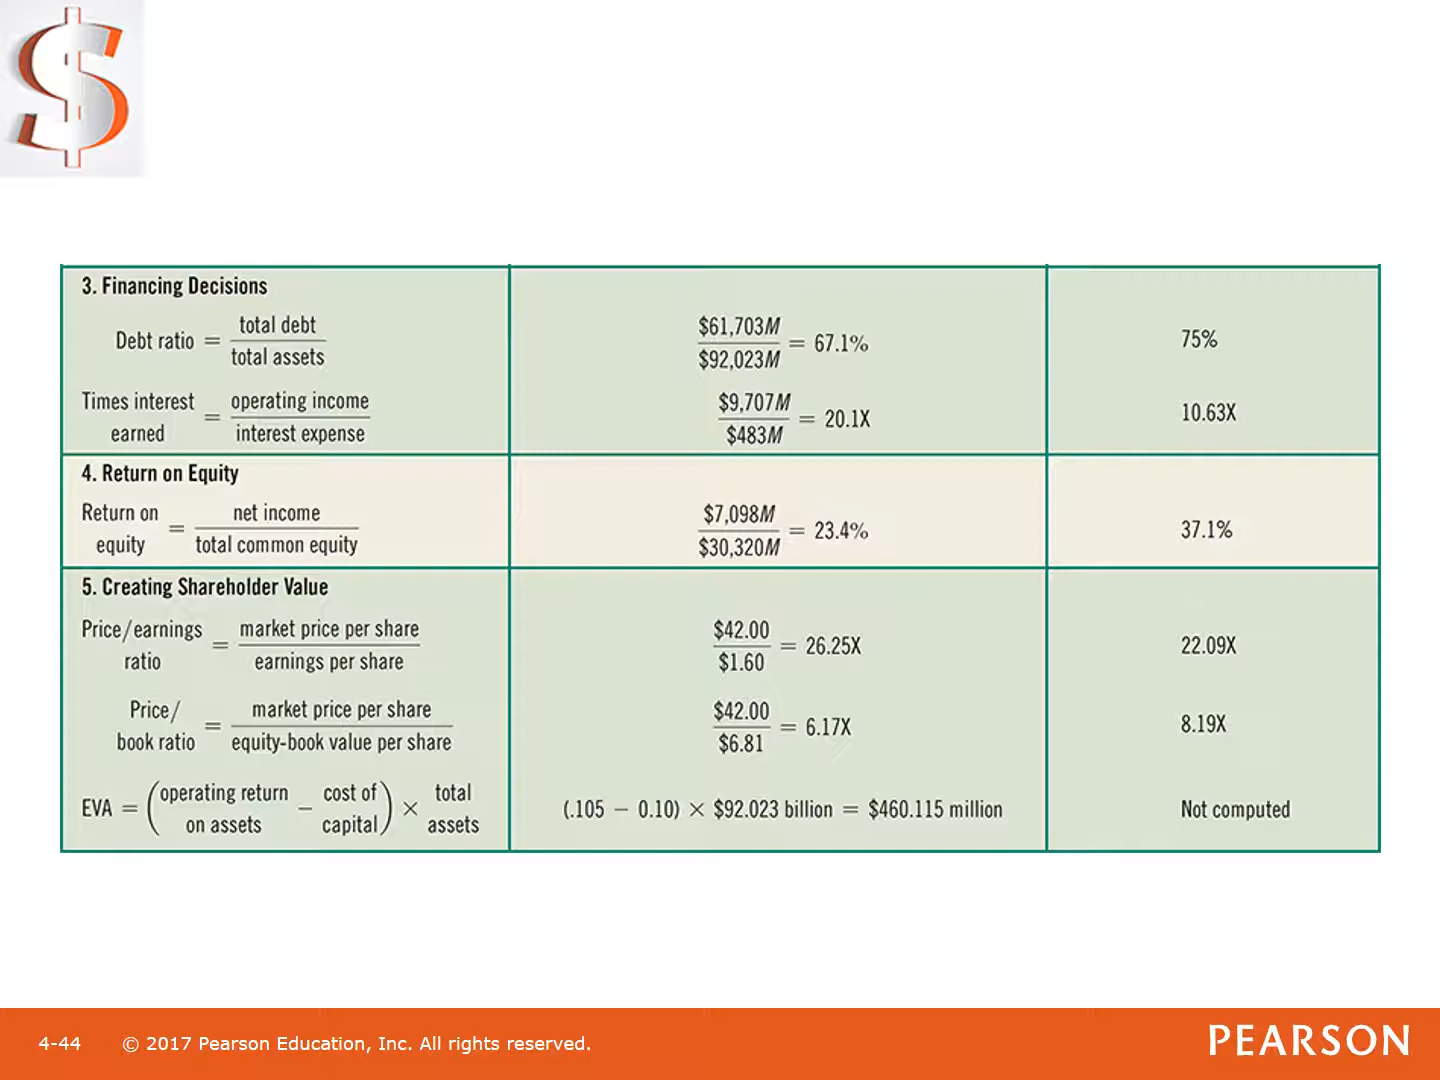 3. Financing Decisions
Debt ratio = total debt / total assets
$61,703M / $92,023M = 67.1%
75%
Times interest earned = operating income / interest expense
$9,707M / $483M = 20.1X
10.63X
4. Return on Equity
Return on equity = net income / total common equity
$7,098M / $30,320M = 23.4%
37.1%
5. Creating Shareholder Value
Price/earnings ratio = market price per share / earnings per share
$42.00 / $1.60 = 26.25X
22.09X
Price/book ratio = market price per share / equity-book value per share
$42.00 / $6.81 = 6.17X
8.19X
EVA = (operating return on assets − cost of capital) × total assets
(.105 − 0.10) × $92.023 billion = $460.115 million
Not computed
4-44 © 2017 Pearson Education, Inc. All rights reserved.
PEARSON